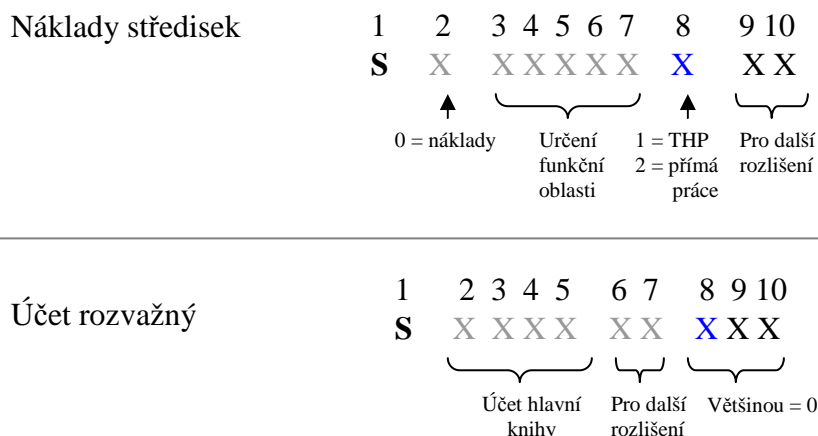 Náklady středisek
1 2 3 4 5 6 7 8 9 10
S X X X X X X X X X
0 = náklady
Určení
funkční
oblasti
1 = THP
2 = přímá
práce
Pro další
rozlišení
Účet rozvažný
1 2 3 4 5 6 7 8 9 10
S X X X X X X X X X
Účet hlavní
knihy
Pro další
rozlišení
Většinou = 0